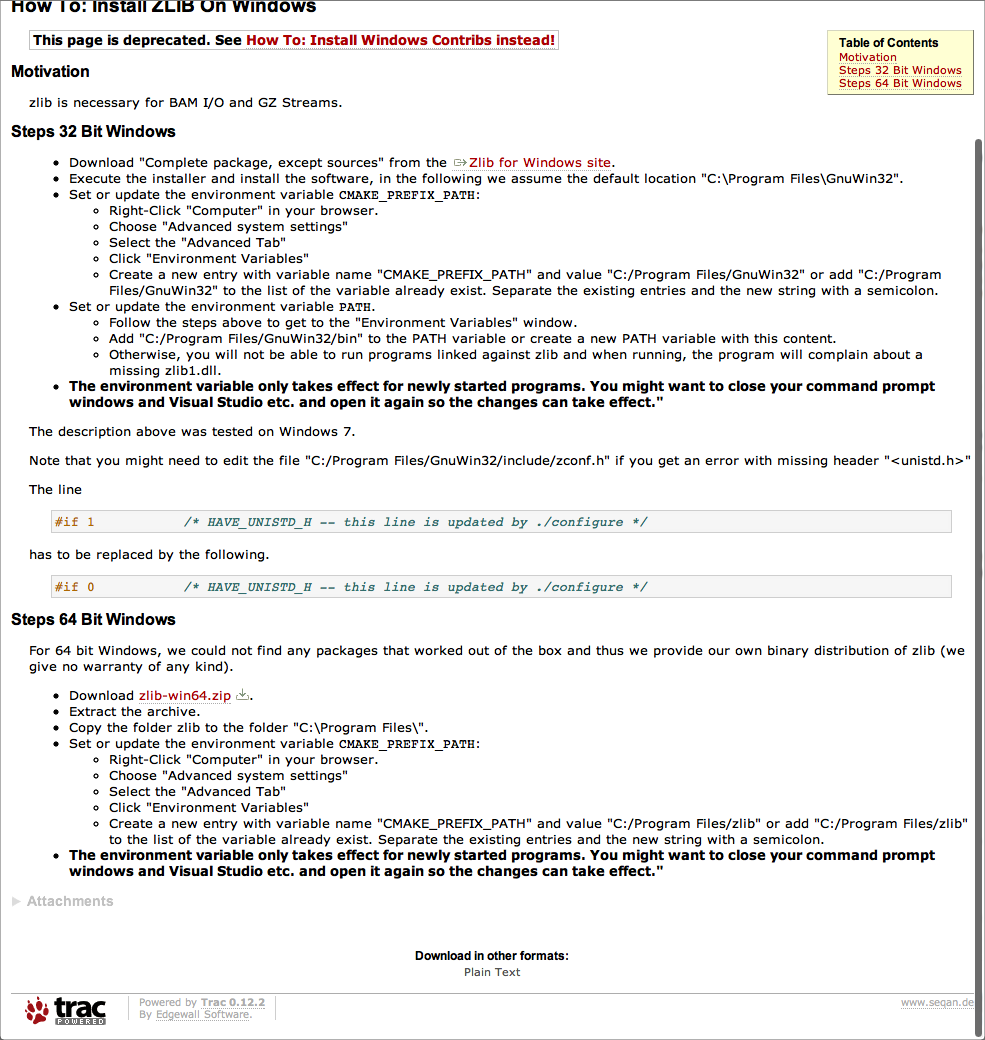 How To: Install ZLIB On Windows
This page is deprecated. See How To: Install Windows Contribs instead!
Table of Contents
Motivation
Steps 32 Bit Windows
Steps 64 Bit Windows
Motivation
zlib is necessary for BAM I/O and GZ Streams.
Steps 32 Bit Windows
Download "Complete package, except sources" from the Zlib for Windows site.
Execute the installer and install the software, in the following we assume the default location "C:\Program Files\GnuWin32".
Set or update the environment variable CMAKE_PREFIX_PATH:
Right-Click "Computer" in your browser.
Choose "Advanced system settings"
Select the "Advanced Tab"
Click "Environment Variables"
Create a new entry with variable name "CMAKE_PREFIX_PATH" and value "C:/Program Files/GnuWin32" or add "C:/Program
Files/GnuWin32" to the list of the variable already exist. Separate the existing entries and the new string with a semicolon.
Set or update the environment variable PATH.
Follow the steps above to get to the "Environment Variables" window.
Add "C:/Program Files/GnuWin32/bin" to the PATH variable or create a new PATH variable with this content.
Otherwise, you will not be able to run programs linked against zlib and when running, the program will complain about a
missing zlib1.dll.
The environment variable only takes effect for newly started programs. You might want to close your command prompt
windows and Visual Studio etc. and open it again so the changes can take effect."
The description above was tested on Windows 7.
Note that you might need to edit the file "C:/Program Files/GnuWin32/include/zconf.h" if you get an error with missing header "<unistd.h>"
The line
#if 1 /* HAVE_UNISTD_H -- this line is updated by ./configure */
has to be replaced by the following.
#if 0 /* HAVE_UNISTD_H -- this line is updated by ./configure */
Steps 64 Bit Windows
For 64 bit Windows, we could not find any packages that worked out of the box and thus we provide our own binary distribution of zlib (we
give no warranty of any kind).
Download zlib-win64.zip .
Extract the archive.
Copy the folder zlib to the folder "C:\Program Files\".
Set or update the environment variable CMAKE_PREFIX_PATH:
Right-Click "Computer" in your browser.
Choose "Advanced system settings"
Select the "Advanced Tab"
Click "Environment Variables"
Create a new entry with variable name "CMAKE_PREFIX_PATH" and value "C:/Program Files/zlib" or add "C:/Program Files/zlib"
to the list of the variable already exist. Separate the existing entries and the new string with a semicolon.
The environment variable only takes effect for newly started programs. You might want to close your command prompt
windows and Visual Studio etc. and open it again so the changes can take effect."
Attachments
Download in other formats:
Plain Text
trac POWERED
Powered by Trac 0.12.2
By Edgewall Software.
www.seqan.de